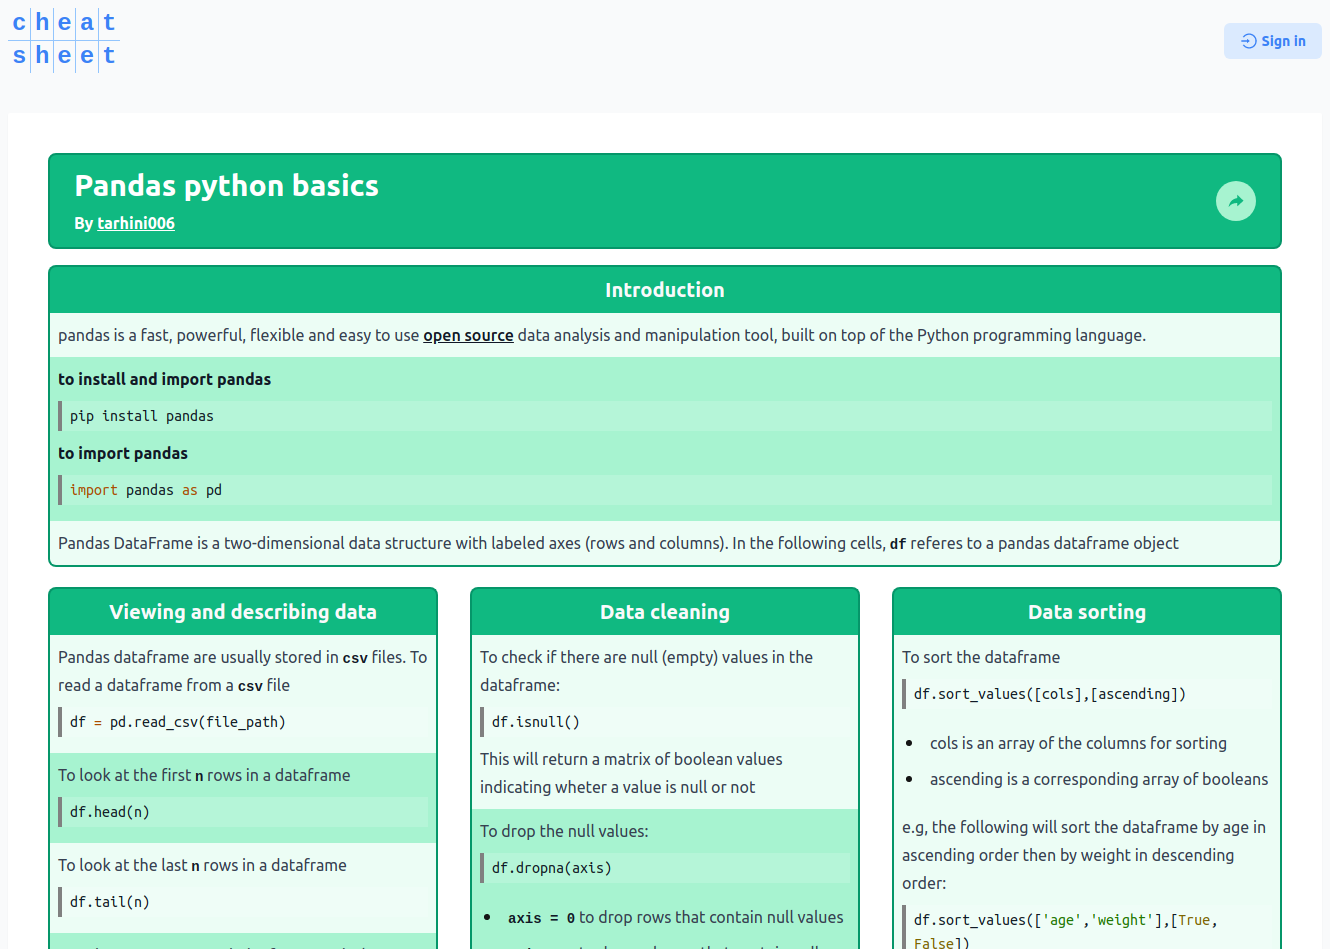 cheat
sheet
Sign in
Pandas python basics
By tarhini006
Introduction
pandas is a fast, powerful, flexible and easy to use open source data analysis and manipulation tool, built on top of the Python programming language.
to install and import pandas
pip install pandas
to import pandas
import pandas as pd
Pandas DataFrame is a two-dimensional data structure with labeled axes (rows and columns). In the following cells, df referes to a pandas dataframe object
Viewing and describing data
Pandas dataframe are usually stored in csv files. To
read a dataframe from a csv file
df = pd.read_csv(file_path)
To look at the first n rows in a dataframe
df.head(n)
To look at the last n rows in a dataframe
df.tail(n)
Data cleaning
To check if there are null (empty) values in the
dataframe:
df.isnull()
This will return a matrix of boolean values
indicating wheter a value is null or not
To drop the null values:
df.dropna(axis)
• axis = 0 to drop rows that contain null values
Data sorting
To sort the dataframe
df.sort_values([cols],[ascending])
• cols is an array of the columns for sorting
• ascending is a corresponding array of booleans
e.g, the following will sort the dataframe by age in
ascending order then by weight in descending
order:
df.sort_values(['age','weight'],[True,
False])